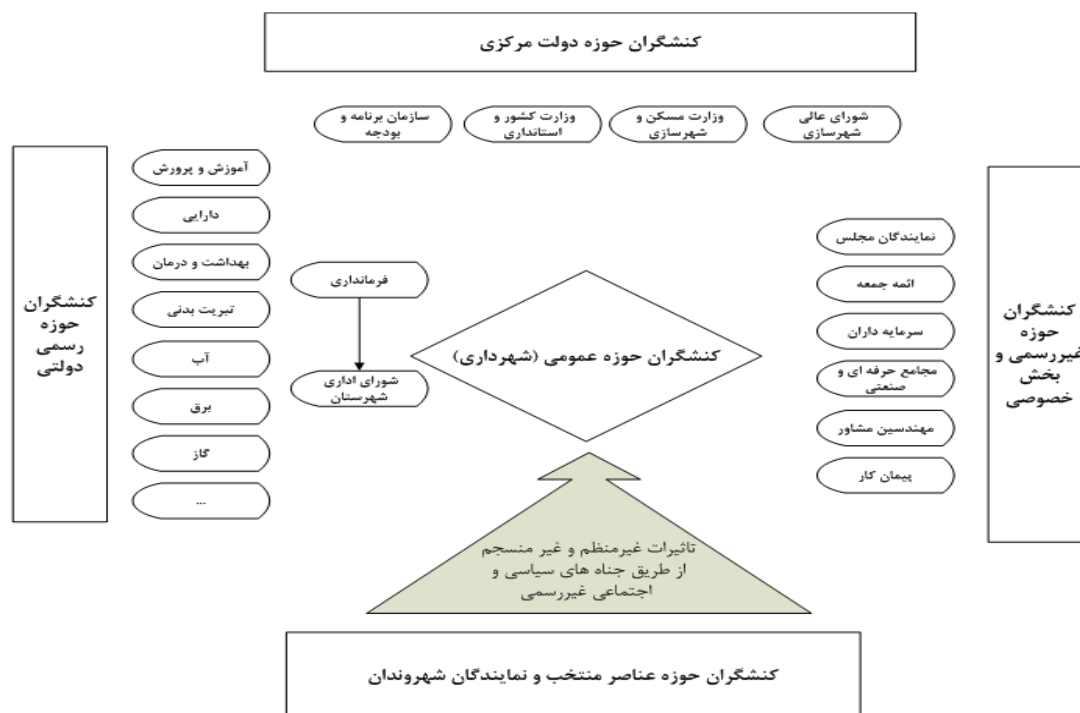 کنشگران حوزه دولت مرکزی
شورای عالی
شهرسازی
وزارت مسکن و
شهرسازی
وزارت کشور و
استانداری
سازمان برنامه و
بودجه
کنشگران
حوزه
غیررسمی و
بخش
خصوصی
نمایندگان مجلس
ائمه جمعه
سرمایه داران
مجامع حرفه ای و
صنعتی
مهندسین مشاور
پیمان کار
کنشگران حوزه عمومی (شهرداری)
فرمانداری
شورای اداری
شهرستان
آموزش و پرورش
دارایی
بهداشت و درمان
تبریت بدنی
آب
برق
گاز
...
کنشگران
حوزه
رسمی
دولتی
تاثیرات غیرمنظم و غیر منسجم
از طریق جناه های سیاسی و
اجتماعی غیررسمی
کنشگران حوزه عناصر منتخب و نمایندگان شهروندان